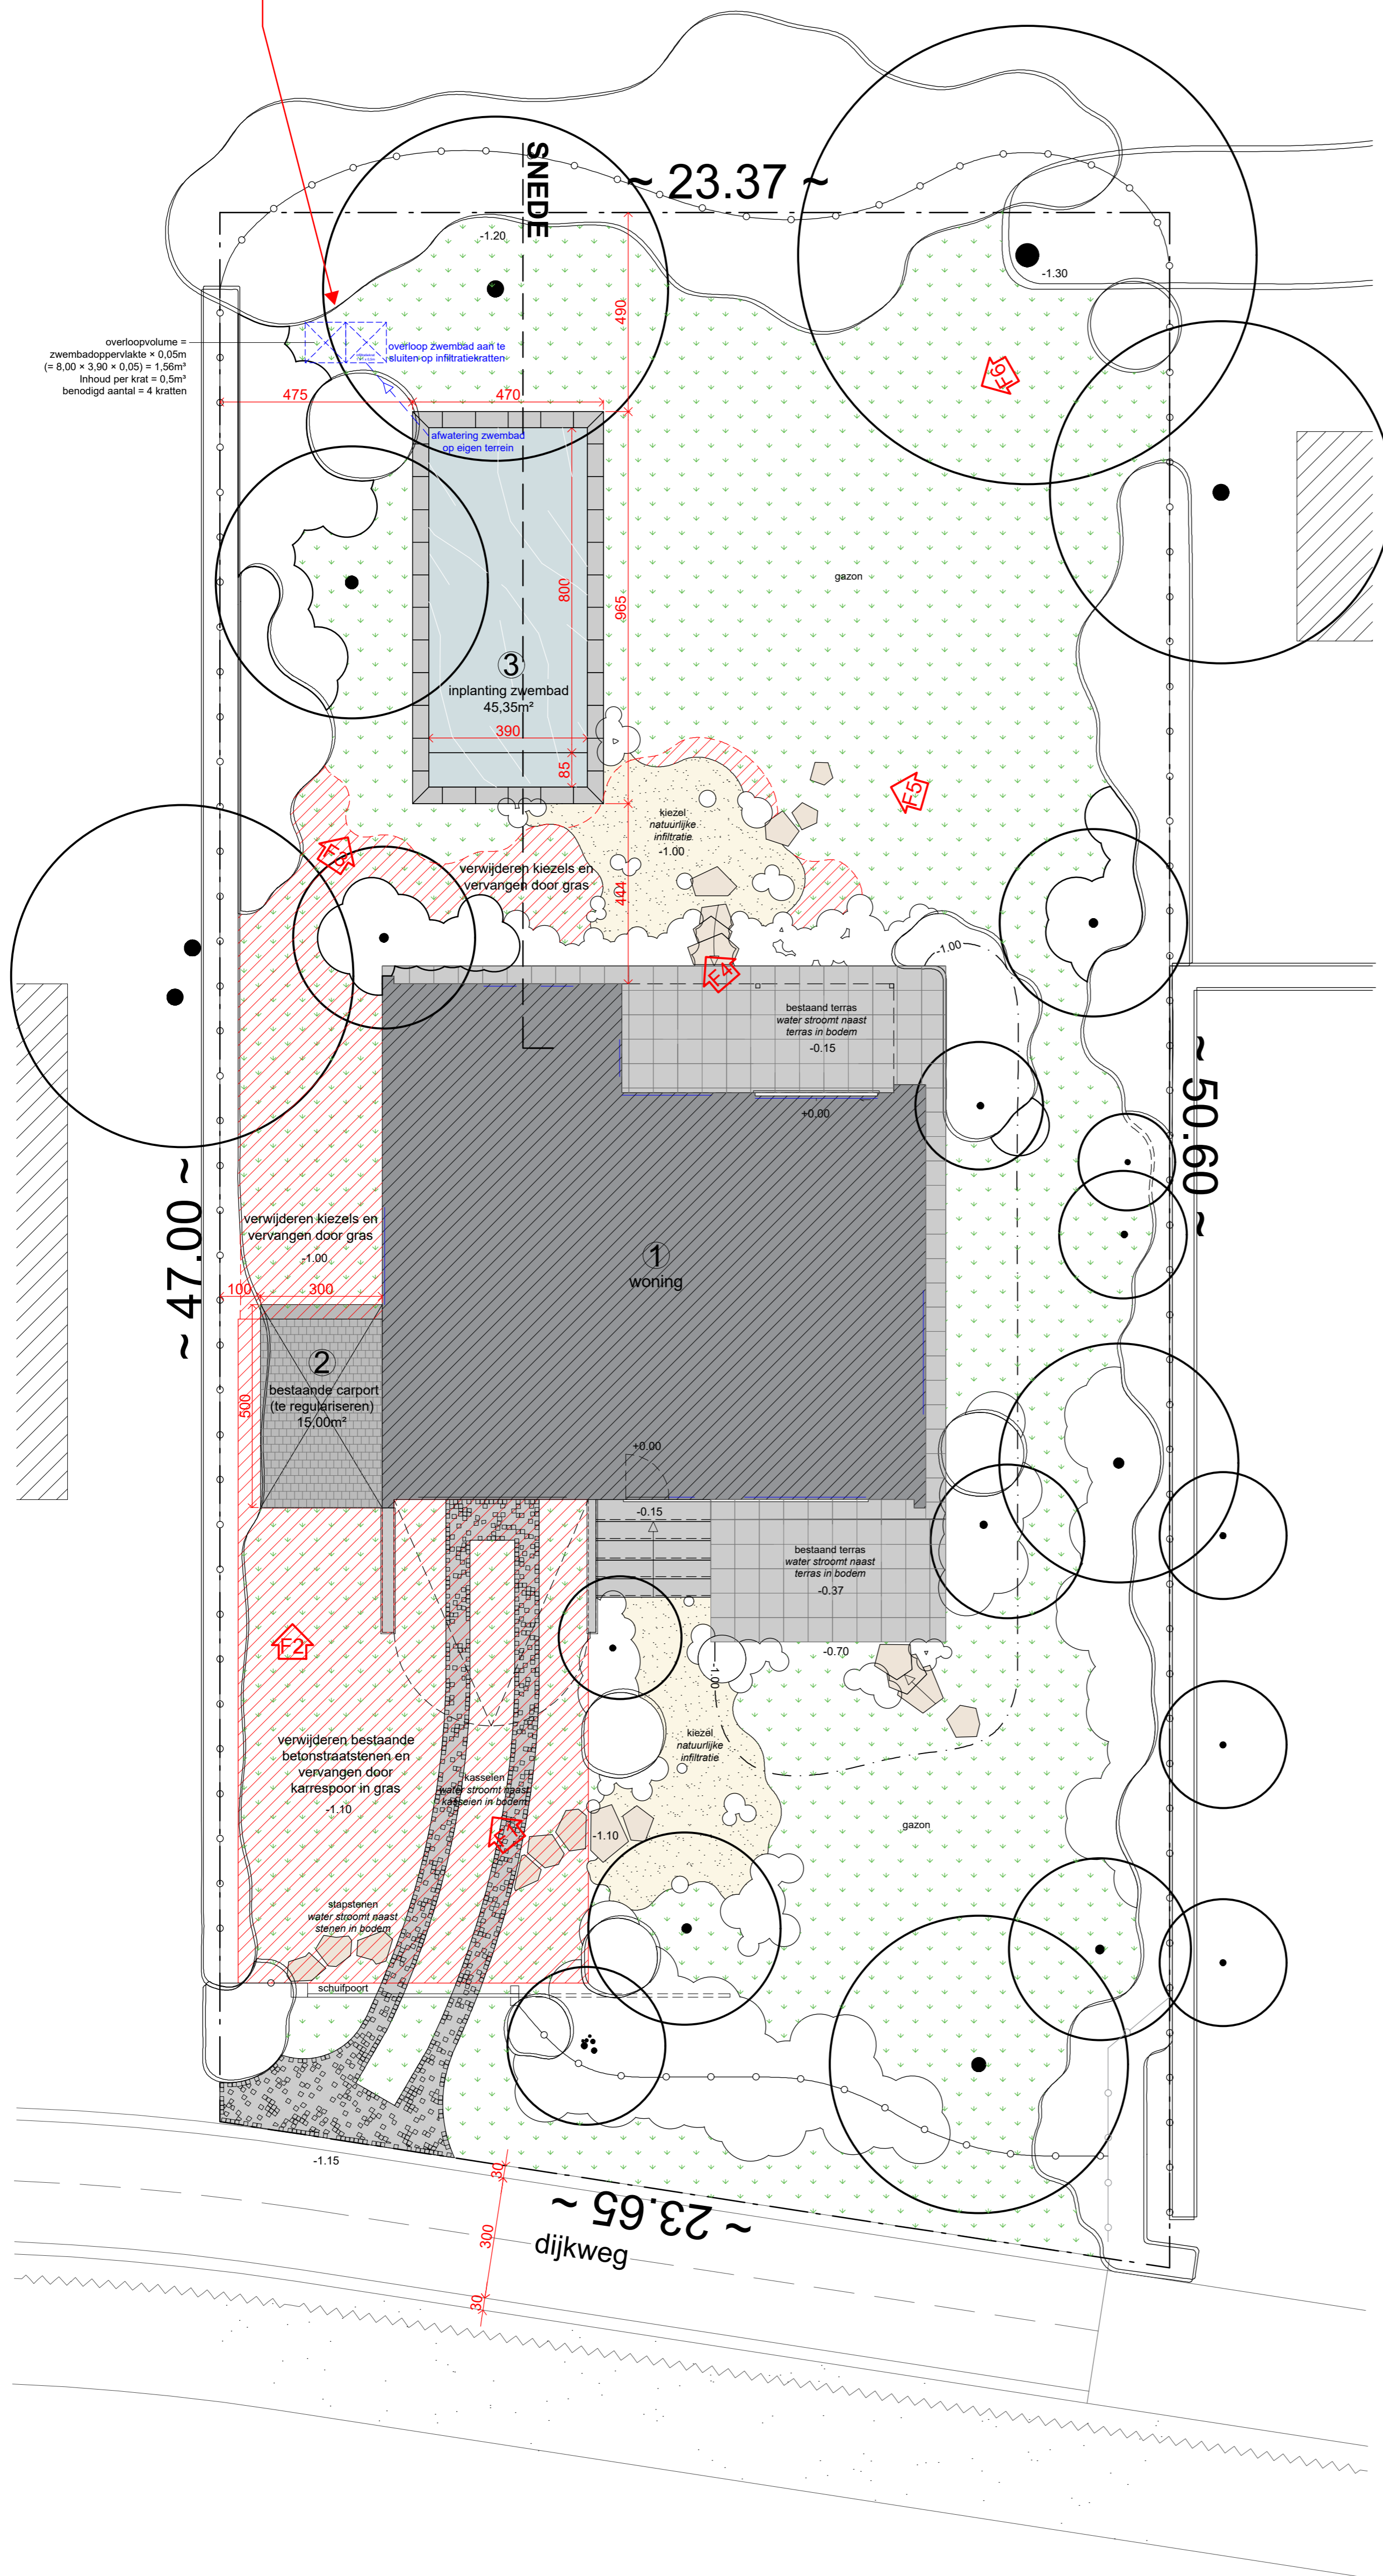 SNEDE
~ 23.37 ~
-1.20
-1.30
490
overloopvolume =
zwembadoppervlakte × 0,05m
(= 8,00 × 3,90 × 0,05) = 1,56m³
Inhoud per krat = 0,5m³
benodigd aantal = 4 kratten
overloop zwembad aan te
sluiten op infiltratiekratten
F6
475
470
afwatering zwembad
op eigen terrein
gazon
800
965
3
inplanting zwembad
45,35m²
390
85
F5
kiezel
natuurlijke
infiltratie
-1.00
F3
verwijderen kiezels en
vervangen door gras
444
-1.00
F4
bestaand terras
water stroomt naast
terras in bodem
-0.15
+0.00
~ 50.60 ~
~ 47.00 ~
verwijderen kiezels en
vervangen door gras
-1.00
1
woning
100
300
2
bestaande carport
(te regulariseren)
15,00m²
500
+0.00
-0.15
bestaand terras
water stroomt naast
terras in bodem
-0.37
F2
-0.70
-1.00
verwijderen bestaande
betonstraatstenen en
vervangen door
karrespoor in gras
-1.10
kiezel
natuurlijke
infiltratie
kasseien
water stroomt naast
kasseien in bodem
-1.10
gazon
stapstenen
water stroomt naast
stenen in bodem
schuifpoort
-1.15
30
~ 23.65 ~
300
dijkweg
30